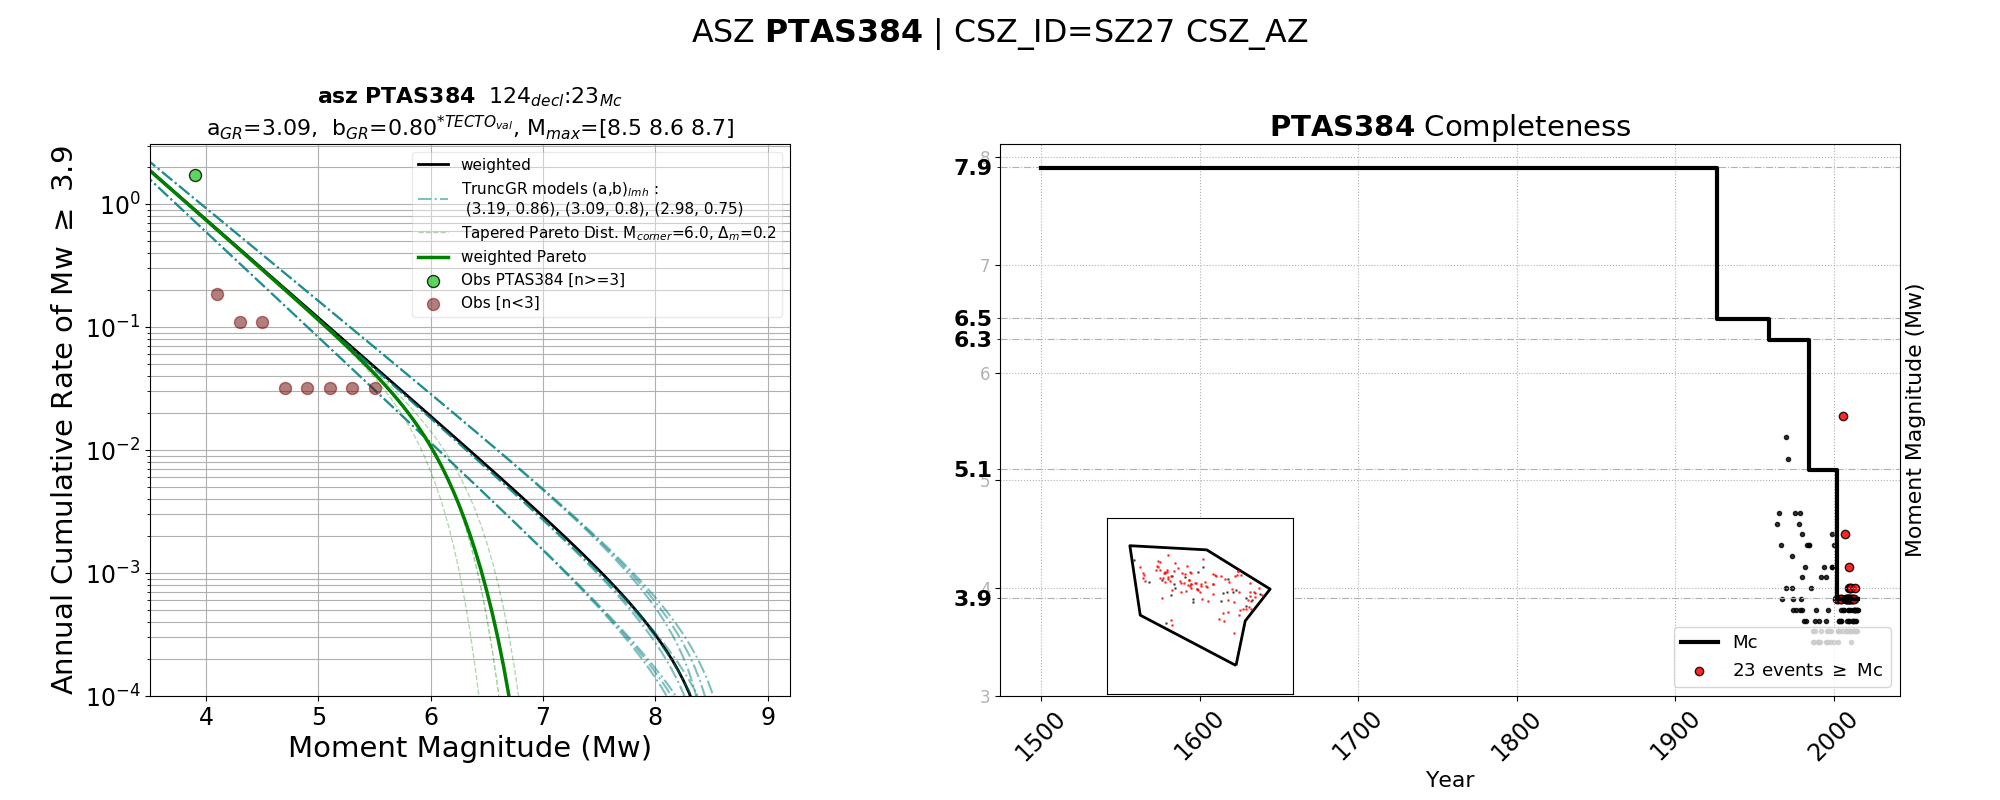 ASZ PTAS384 | CSZ_ID=SZ27 CSZ_AZ
asz PTAS384 124decl:23Mc
aGR=3.09, bGR=0.80*TECTOval, Mmax=[8.5 8.6 8.7]
Annual Cumulative Rate of Mw ≥ 3.9
10^0
10^-1
10^-2
10^-3
10^-4
weighted
TruncGR models (a,b)lmh :
(3.19, 0.86), (3.09, 0.8), (2.98, 0.75)
Tapered Pareto Dist. Mcorner=6.0, Δm=0.2
weighted Pareto
Obs PTAS384 [n>=3]
Obs [n<3]
4 5 6 7 8 9
Moment Magnitude (Mw)
PTAS384 Completeness
8
7.9
7
6.5
6.3
6
5.1
5
4
3.9
3
Moment Magnitude (Mw)
Mc
23 events ≥ Mc
1500 1600 1700 1800 1900 2000
Year